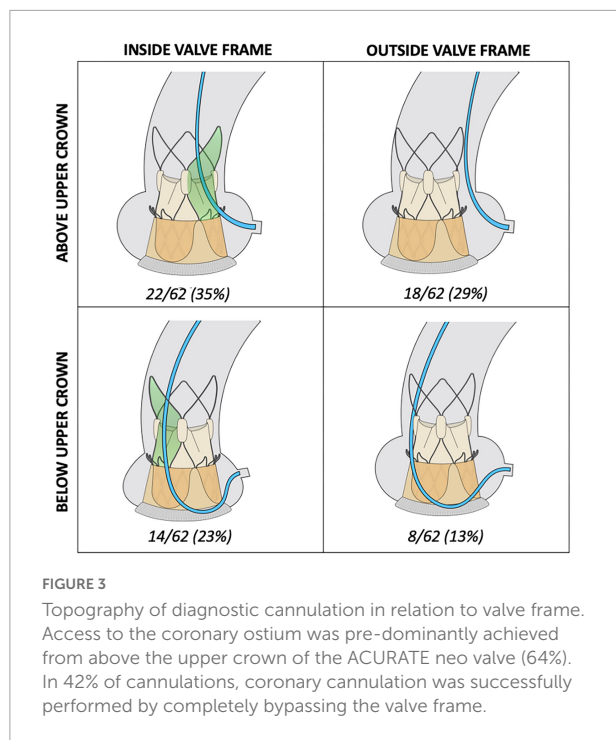 INSIDE VALVE FRAME
OUTSIDE VALVE FRAME
ABOVE UPPER CROWN
22/62 (35%)
18/62 (29%)
BELOW UPPER CROWN
14/62 (23%)
8/62 (13%)
FIGURE 3
Topography of diagnostic cannulation in relation to valve frame.
Access to the coronary ostium was pre-dominantly achieved
from above the upper crown of the ACURATE neo valve (64%).
In 42% of cannulations, coronary cannulation was successfully
performed by completely bypassing the valve frame.